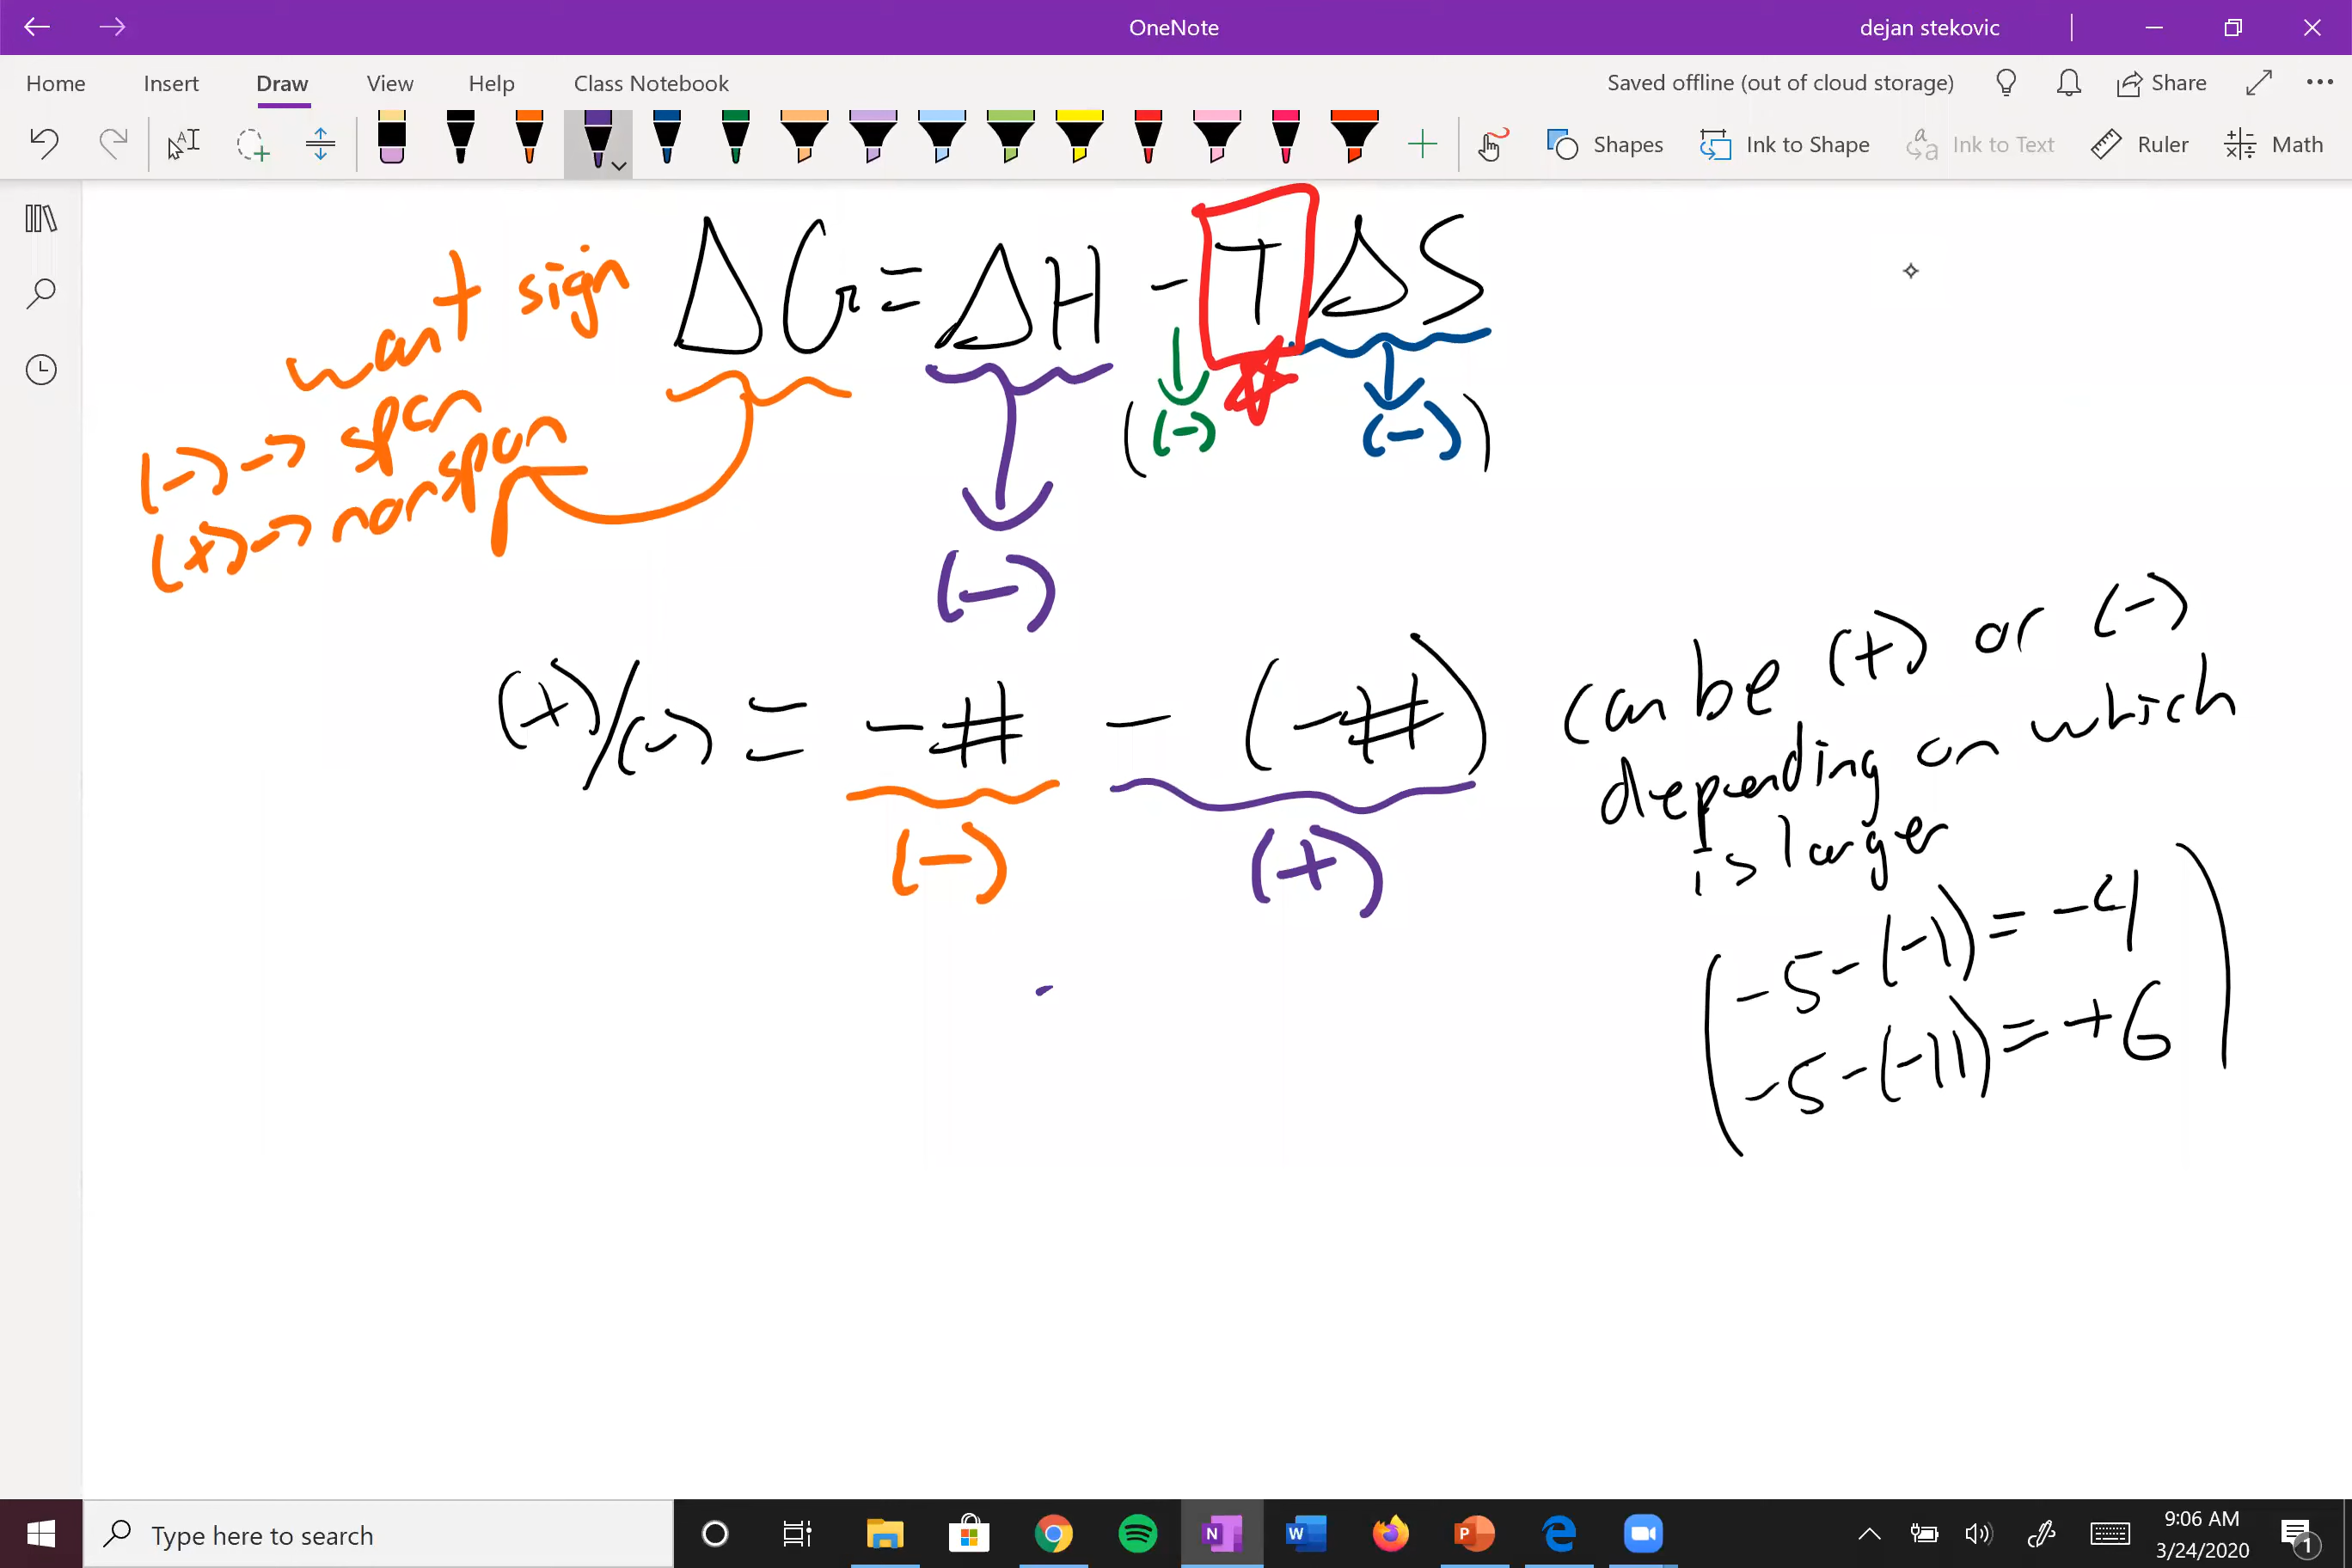 OneNote
dejan stekovic
Home Insert Draw View Help Class Notebook
Saved offline (out of cloud storage) Share
Shapes Ink to Shape Ink to Text Ruler Math
want sign
ΔG = ΔH - TΔS
(-) → spon
(+) → nonspon
((-) (-))
(-)
(+)/(-) = -# - (-#)
(-) (+)
can be (+) or (-)
depending on which
is larger
(-5-(-1) = -4
-5-(-11) = +6)
Type here to search
9:06 AM
3/24/2020
1